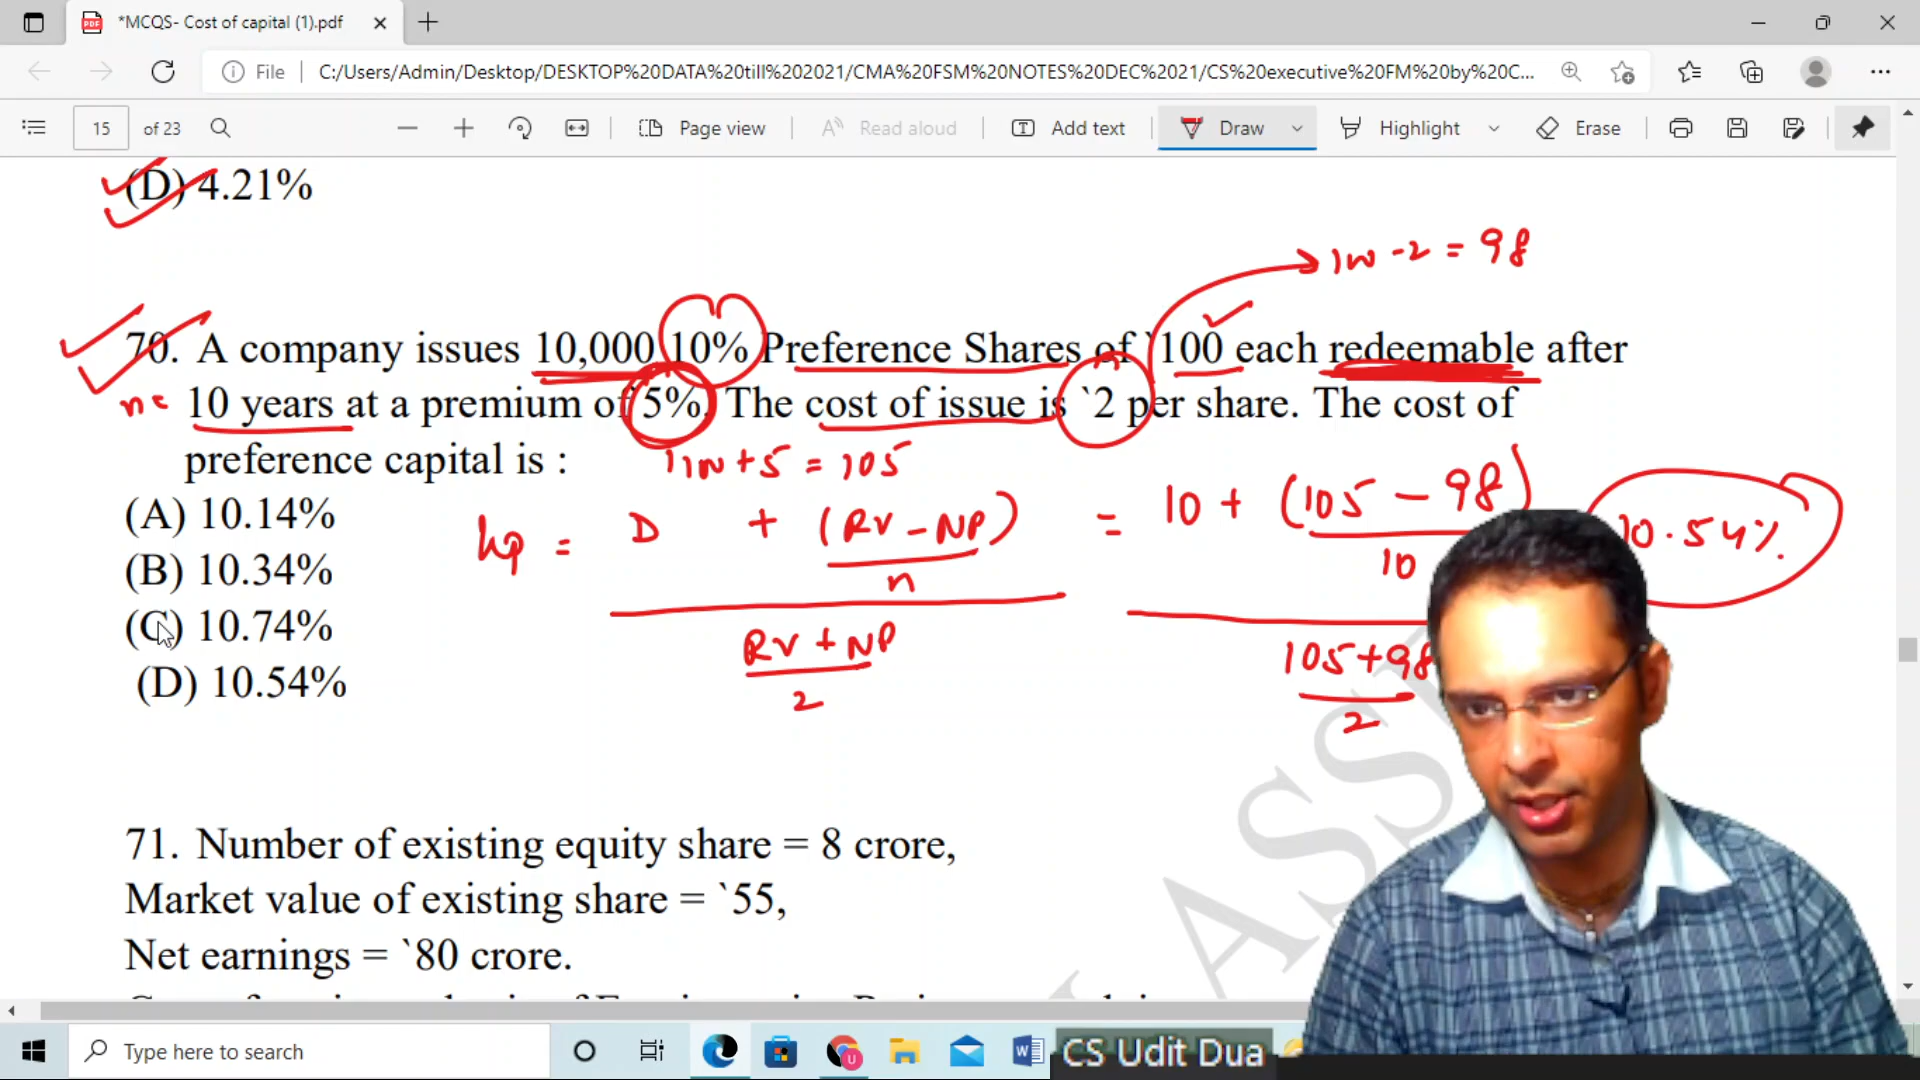 *MCQS- Cost of capital (1).pdf
File
C:/Users/Admin/Desktop/DESKTOP%20DATA%20till%202021/CMA%20FSM%20NOTES%20DEC%2021/CS%20executive%20FM%20by%20C...
15 of 23
Page view
Read aloud
Add text
Draw
Highlight
Erase
(D) 4.21%
100 - 2 = 98
70. A company issues 10,000 10% Preference Shares of `100 each redeemable after
n = 10 years at a premium of 5%. The cost of issue is `2 per share. The cost of
preference capital is :
100 + 5 = 105
(A) 10.14%
(B) 10.34%
(C) 10.74%
(D) 10.54%
kp = D + (RV - NP)
n
RV + NP
2
= 10 + (105 - 98)
10
105 + 98
2
10.54%
71. Number of existing equity share = 8 crore,
Market value of existing share = `55,
Net earnings = `80 crore.
Type here to search
CS Udit Dua